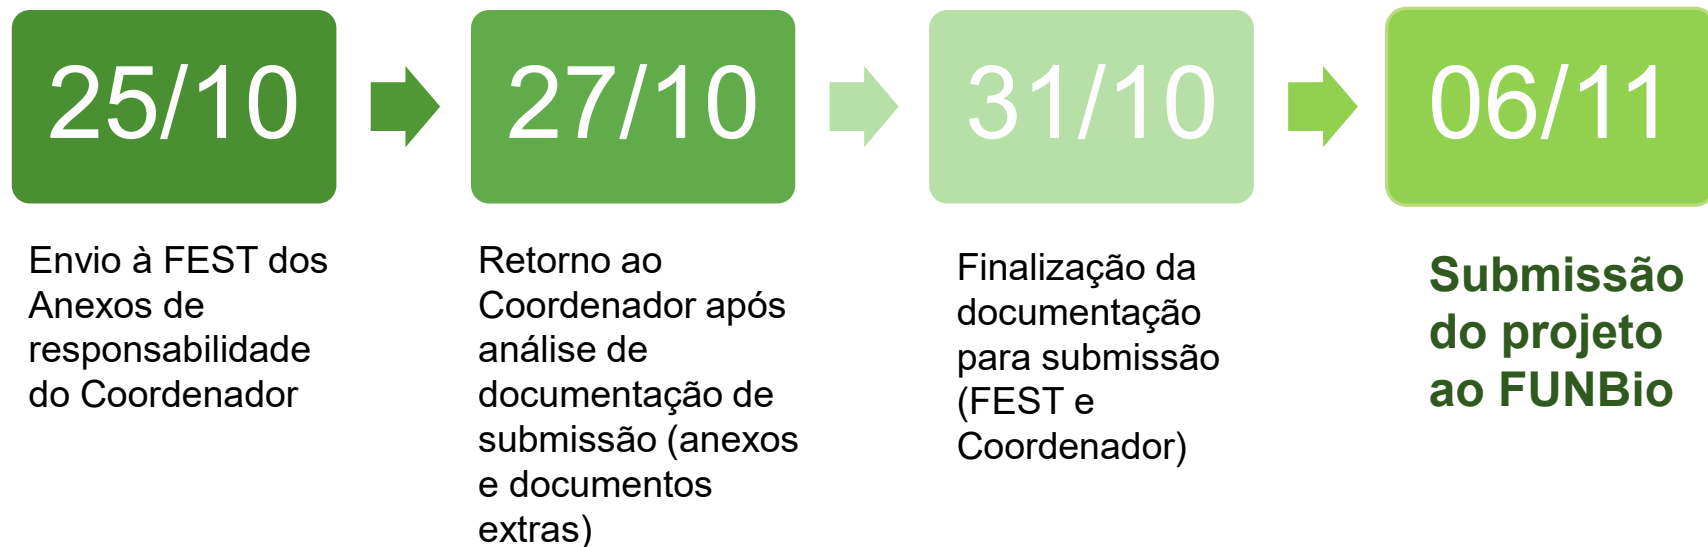 25/10
27/10
31/10
06/11
Envio à FEST dos
Anexos de
responsabilidade
do Coordenador
Retorno ao
Coordenador após
análise de
documentação de
submissão (anexos
e documentos
extras)
Finalização da
documentação
para submissão
(FEST e
Coordenador)
Submissão
do projeto
ao FUNBio